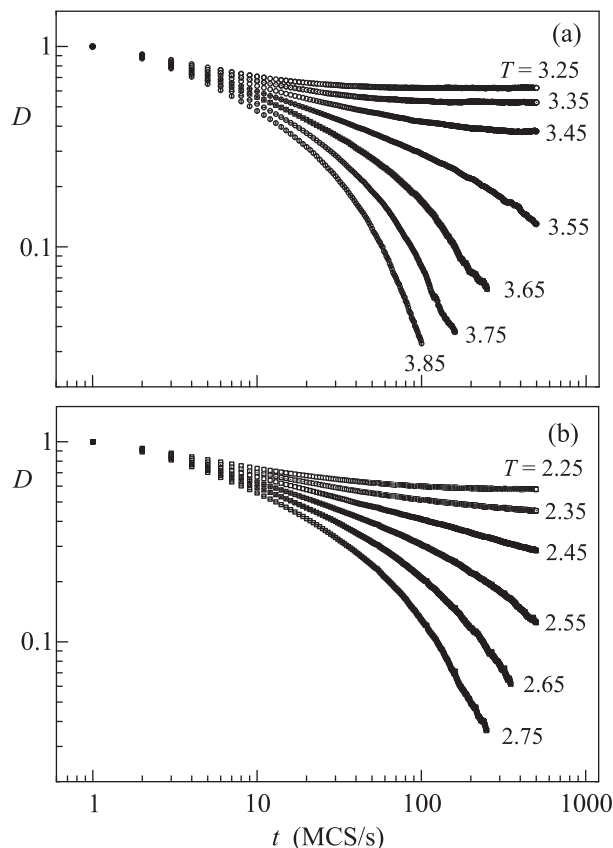 (a)
1
T = 3.25
3.35
D
3.45
3.55
0.1
3.65
3.75
3.85
(b)
1
T = 2.25
D
2.35
2.45
2.55
0.1
2.65
2.75
1 10 100 1000
t (MCS/s)